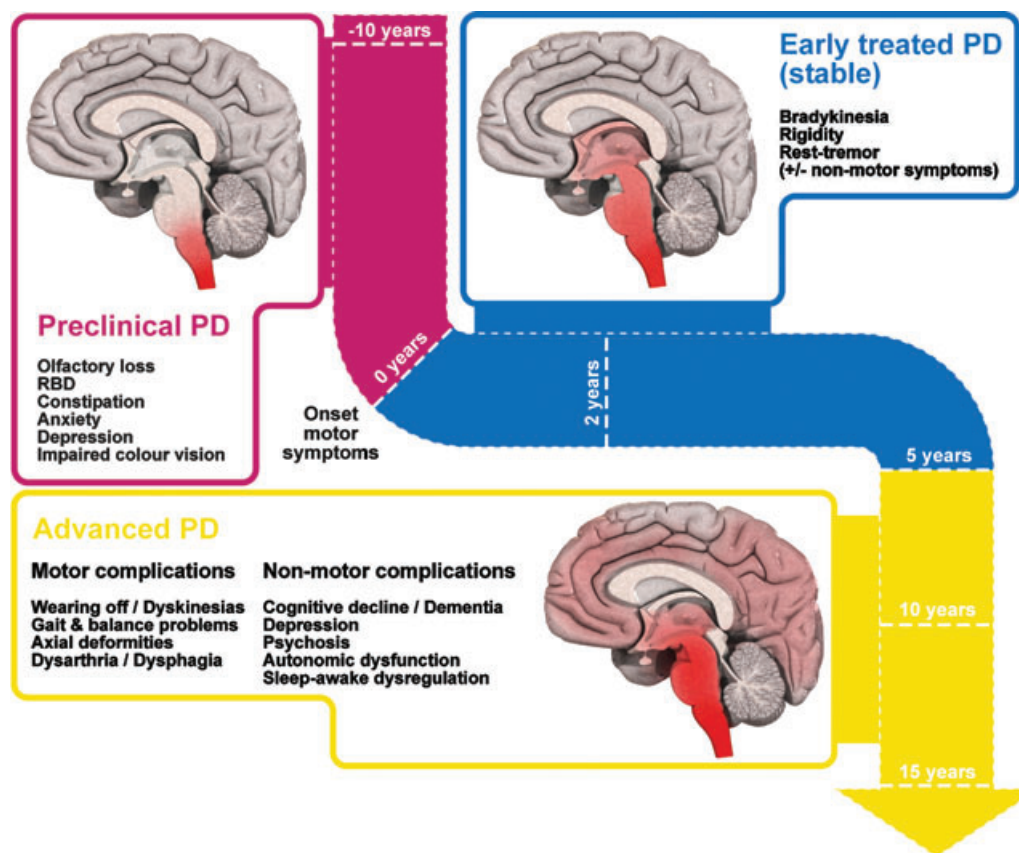 -10 years
Preclinical PD
Olfactory loss
RBD
Constipation
Anxiety
Depression
Impaired colour vision
0 years
Onset
motor
symptoms
Early treated PD
(stable)
Bradykinesia
Rigidity
Rest-tremor
(+/- non-motor symptoms)
2 years
5 years
Advanced PD
Motor complications
Wearing off / Dyskinesias
Gait & balance problems
Axial deformities
Dysarthria / Dysphagia
Non-motor complications
Cognitive decline / Dementia
Depression
Psychosis
Autonomic dysfunction
Sleep-awake dysregulation
10 years
15 years